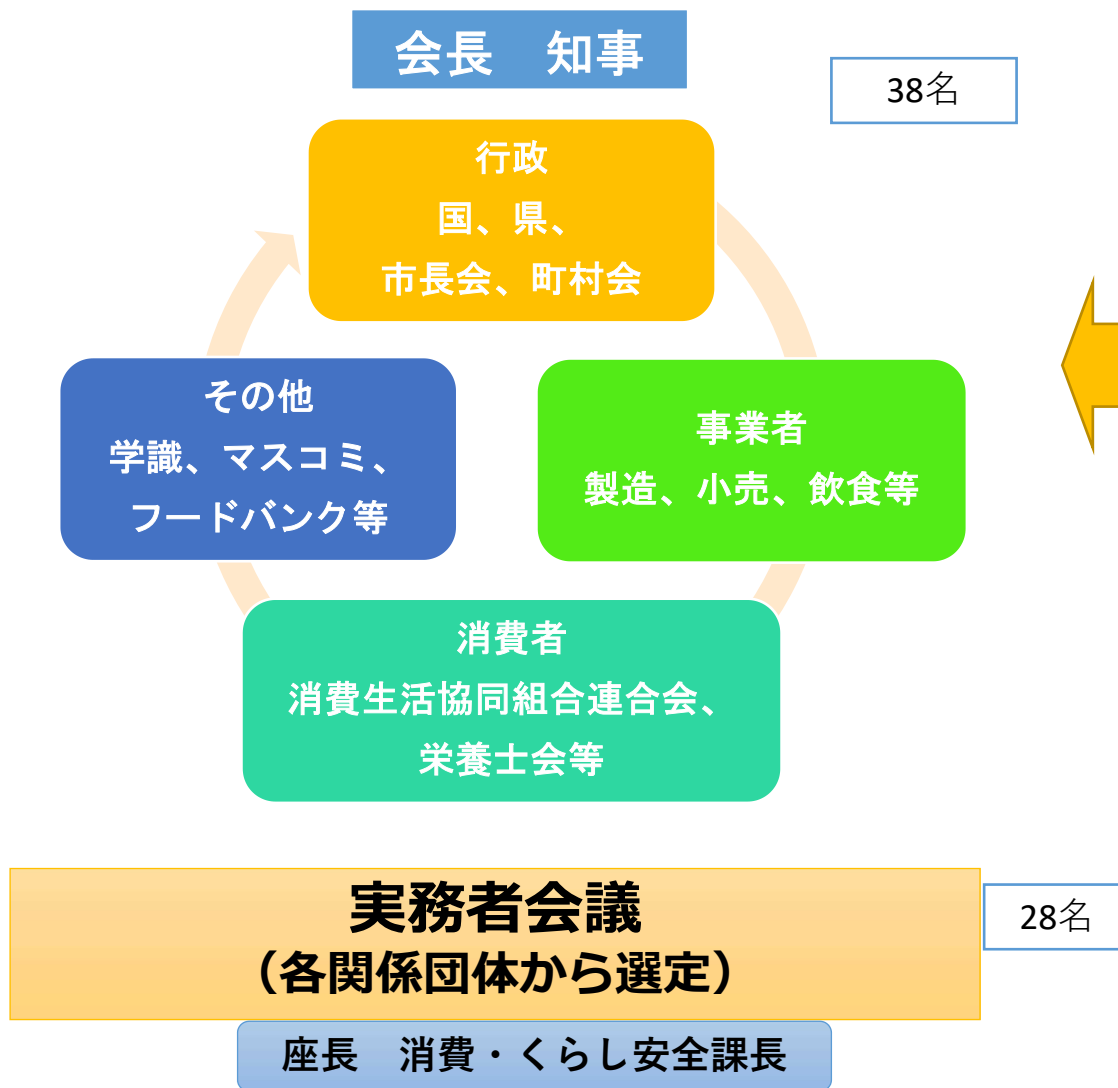 会長　知事
38名
行政
国、県、
市長会、町村会
その他
学識、マスコミ、
フードバンク等
事業者
製造、小売、飲食等
消費者
消費生活協同組合連合会、
栄養士会等
実務者会議
（各関係団体から選定）
28名
座長　消費・くらし安全課長